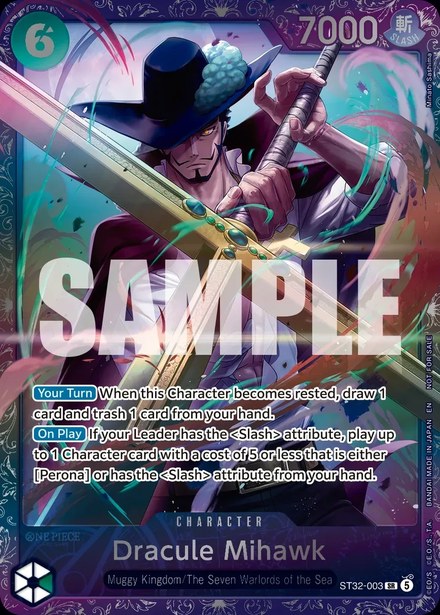 6
7000
斬
SLASH
Minato Sashima
SAMPLE
Your Turn When this Character becomes rested, draw 1
card and trash 1 card from your hand.
On Play If your Leader has the <Slash> attribute, play up
to 1 Character card with a cost of 5 or less that is either
[Perona] or has the <Slash> attribute from your hand.
CHARACTER
ONE PIECE
Dracule Mihawk
Muggy Kingdom/The Seven Warlords of the Sea
ST32-003 SR 5
©E.O/S. ©E.O./S.,T.A. BANDAI MADE IN JAPAN EN NOT FOR SALE